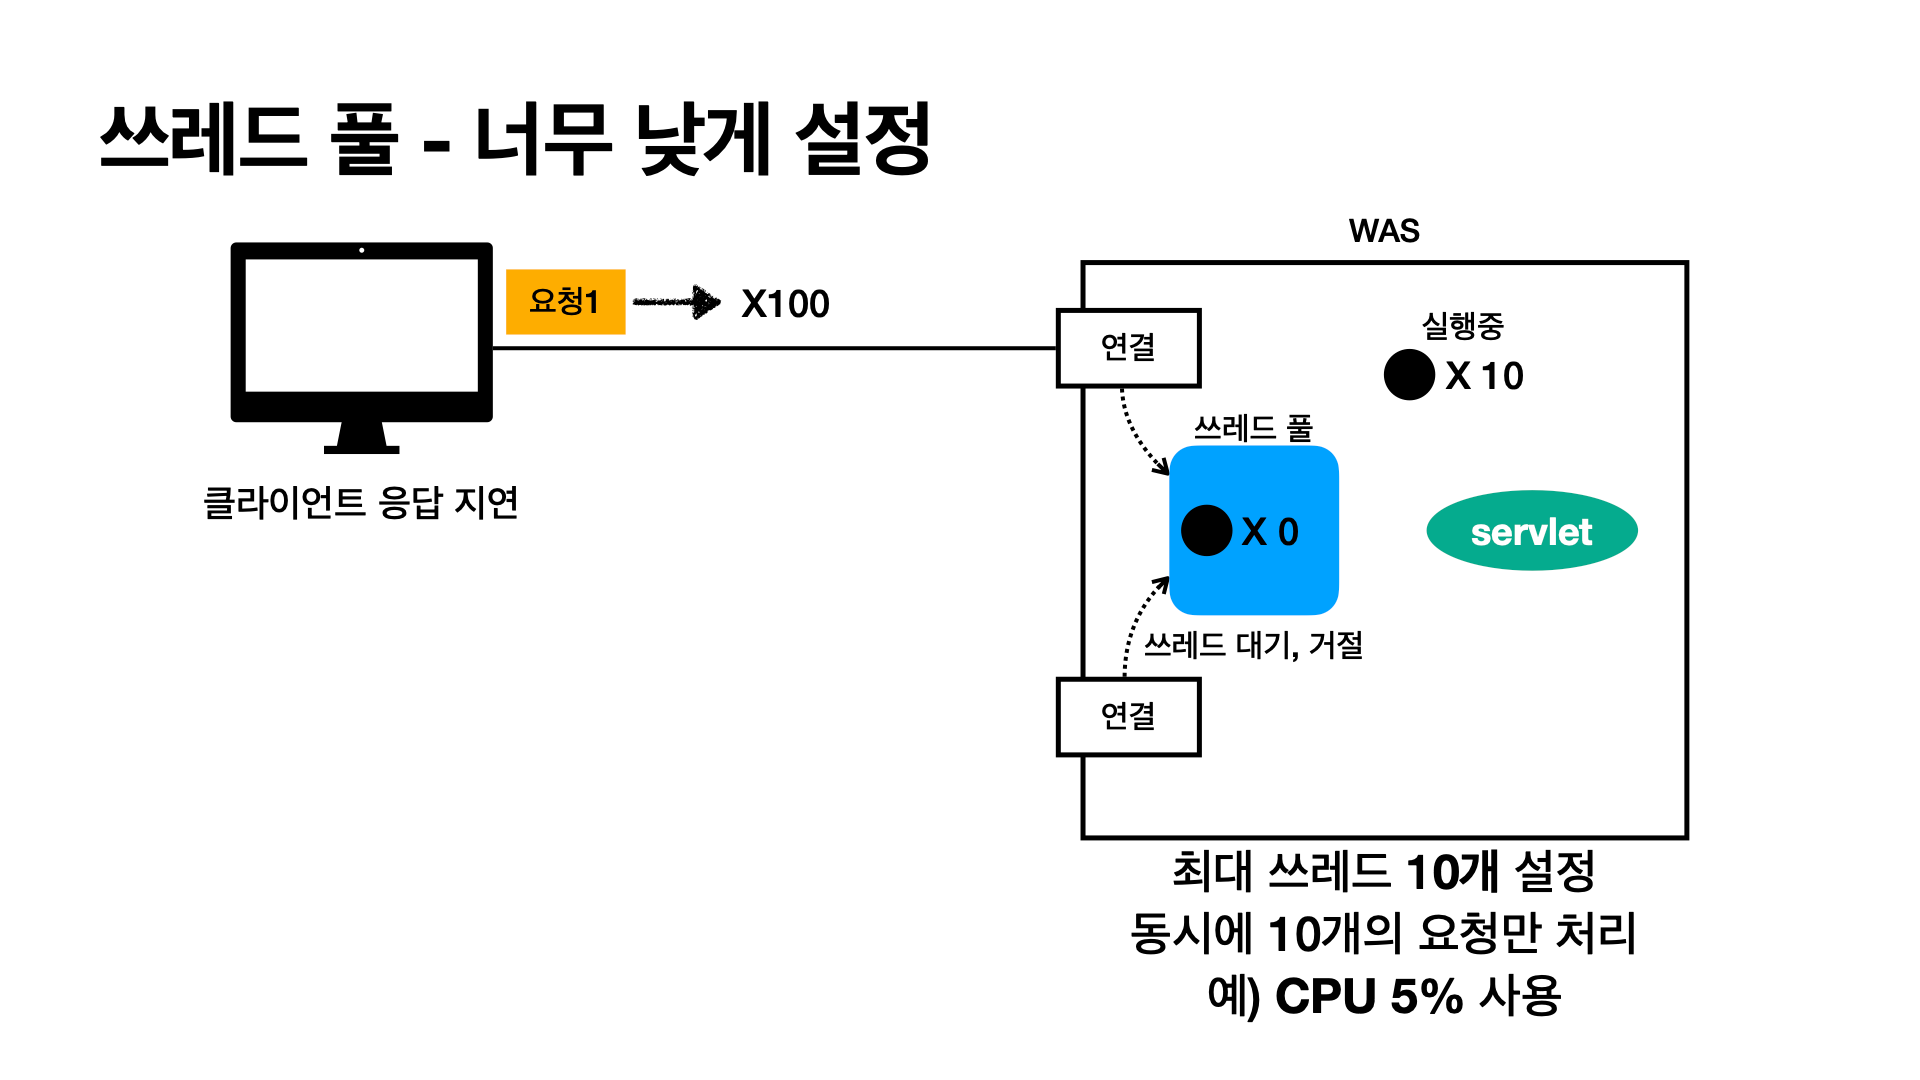 쓰레드 풀 - 너무 낮게 설정
WAS
요청1
X100
연결
실행중
X 10
쓰레드 풀
클라이언트 응답 지연
X 0
servlet
쓰레드 대기, 거절
연결
최대 쓰레드 10개 설정
동시에 10개의 요청만 처리
예) CPU 5% 사용